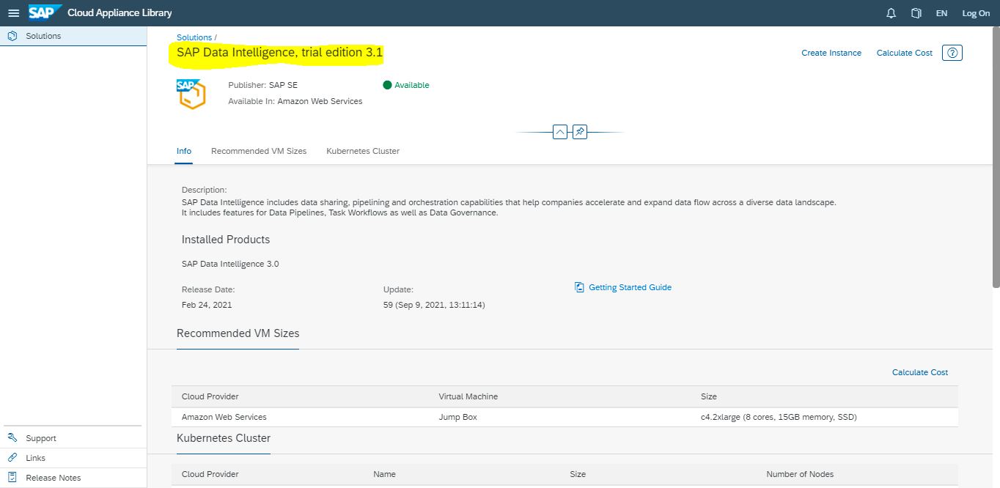 SAP Cloud Appliance Library
EN Log On
Solutions
Solutions /
SAP Data Intelligence, trial edition 3.1
Create Instance Calculate Cost ?
SAP
Publisher: SAP SE
Available
Available In: Amazon Web Services
Info Recommended VM Sizes Kubernetes Cluster
Description:
SAP Data Intelligence includes data sharing, pipelining and orchestration capabilities that help companies accelerate and expand data flow across a diverse data landscape.
It includes features for Data Pipelines, Task Workflows as well as Data Governance.
Installed Products
SAP Data Intelligence 3.0
Release Date: Update: Getting Started Guide
Feb 24, 2021 59 (Sep 9, 2021, 13:11:14)
Recommended VM Sizes
Calculate Cost
Cloud Provider Virtual Machine Size
Amazon Web Services Jump Box c4.2xlarge (8 cores, 15GB memory, SSD)
Kubernetes Cluster
Cloud Provider Name Size Number of Nodes
Support
Links
Release Notes